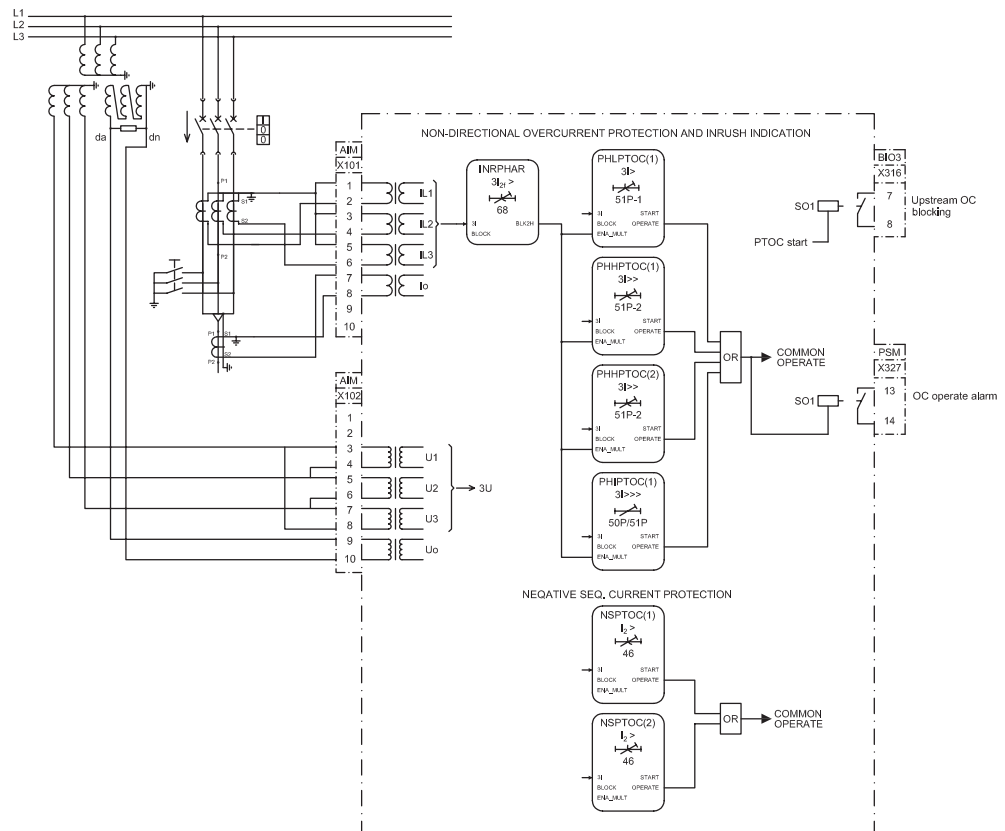 L1
L2
L3
da
dn
I
0
0
P1
S1
S2
P2
P1
S1
S2
P2
AIM
X101
1
2
3
4
5
6
7
8
9
10
IL1
IL2
IL3
Io
AIM
X102
1
2
3
4
5
6
7
8
9
10
U1
U2
U3
3U
Uo
NON-DIRECTIONAL OVERCURRENT PROTECTION AND INRUSH INDICATION
INRPHAR
3I2f >
68
3I
BLOCK
BLK2H
PHLPTOC(1)
3I>
51P-1
3I
START
BLOCK
OPERATE
ENA_MULT
PHHPTOC(1)
3I>>
51P-2
3I
START
BLOCK
OPERATE
ENA_MULT
PHHPTOC(2)
3I>>
51P-2
3I
START
BLOCK
OPERATE
ENA_MULT
PHIPTOC(1)
3I>>>
50P/51P
3I
START
BLOCK
OPERATE
ENA_MULT
OR
COMMON
OPERATE
BIO3
X316
7
8
SO1
PTOC start
Upstream OC
blocking
PSM
X327
13
14
SO1
OC operate alarm
NEQATIVE SEQ. CURRENT PROTECTION
NSPTOC(1)
I2 >
46
3I
START
BLOCK
OPERATE
ENA_MULT
NSPTOC(2)
I2 >
46
3I
START
BLOCK
OPERATE
ENA_MULT
OR
COMMON
OPERATE